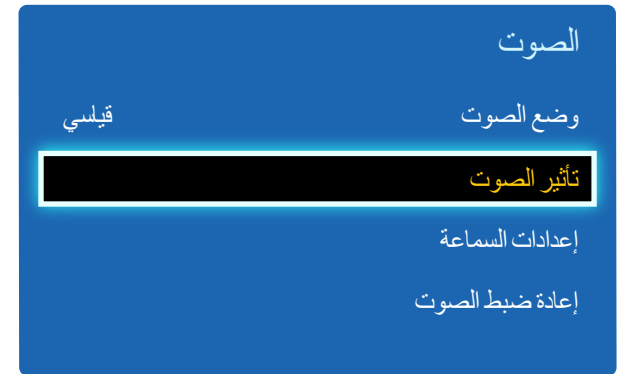 الصوت
وضع الصوت قياسي
تأثير الصوت
إعدادات السماعة
إعادة ضبط الصوت